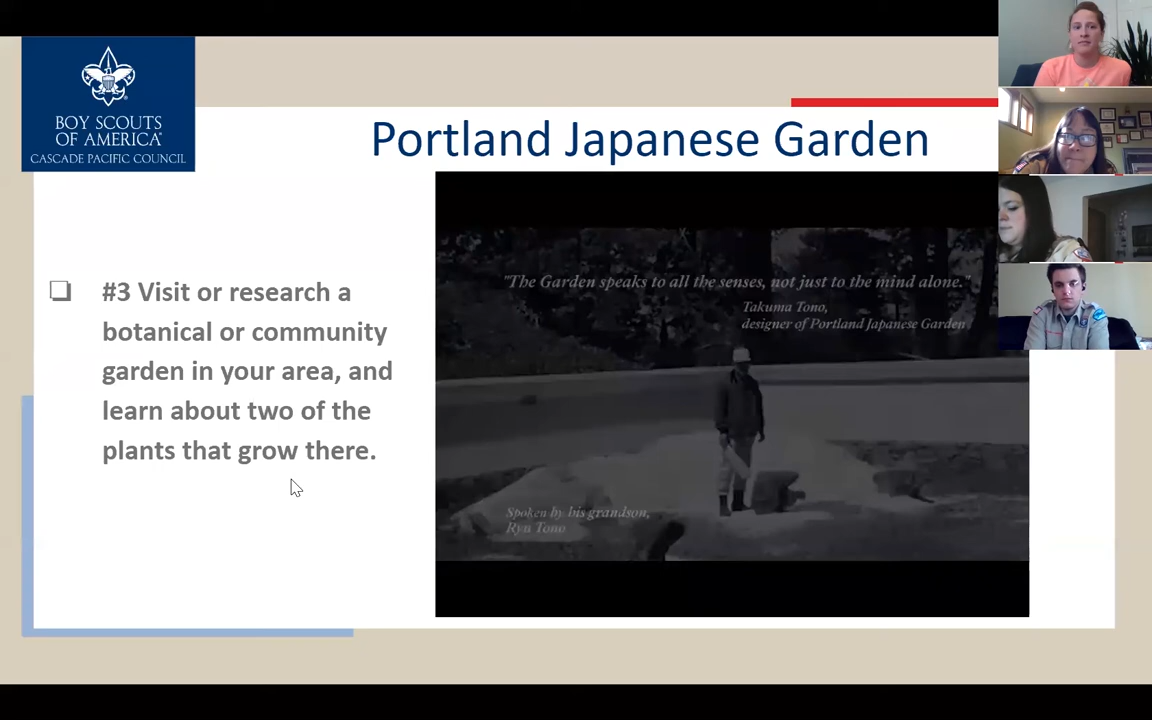 BOY SCOUTS
OF AMERICA®
CASCADE PACIFIC COUNCIL
Portland Japanese Garden
#3 Visit or research a
botanical or community
garden in your area, and
learn about two of the
plants that grow there.
"The Garden speaks to all the senses, not just to the mind alone."
Takuma Tono,
designer of Portland Japanese Garden
Spoken by his grandson,
Ryu Tono